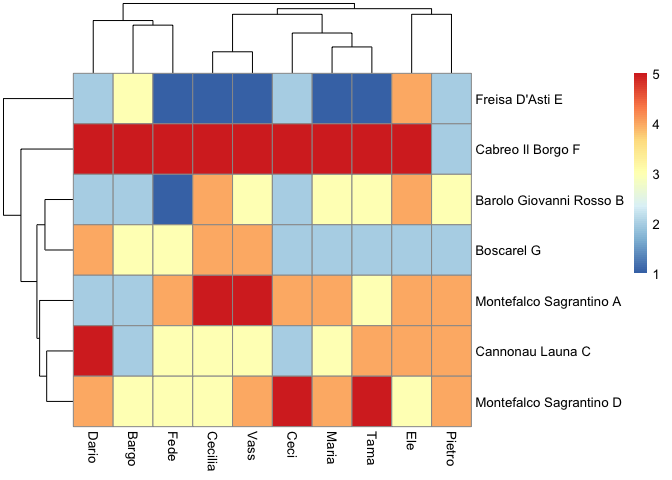 Freisa D'Asti E
Cabreo Il Borgo F
Barolo Giovanni Rosso B
Boscarel G
Montefalco Sagrantino A
Cannonau Launa C
Montefalco Sagrantino D
5
4
3
2
1
Dario
Bargo
Fede
Cecilia
Vass
Ceci
Maria
Tama
Ele
Pietro